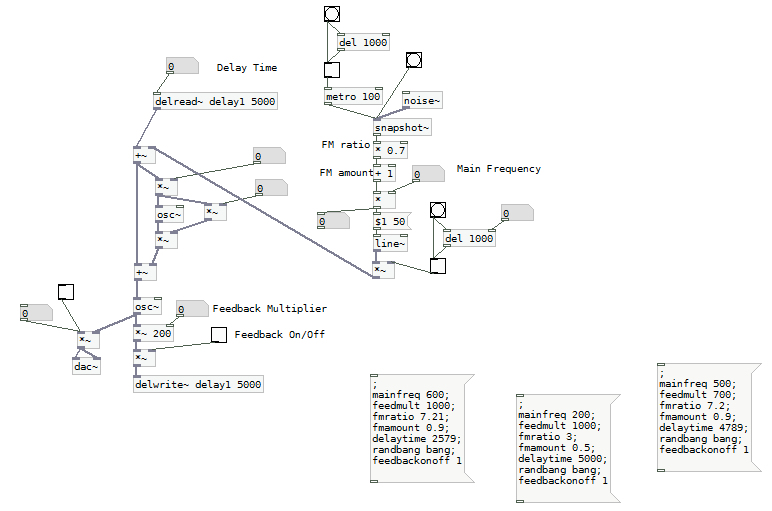 del 1000
0 Delay Time
metro 100
noise~
delread~ delay1 5000
snapshot~
FM ratio
* 0.7
+~
0
FM amount
+ 1
0
Main Frequency
*~
0
*
osc~
*~
0
$1 50
0
*~
line~
del 1000
+~
*~
osc~
0
Feedback Multiplier
0
*~ 200
Feedback On/Off
*~
*~
dac~
delwrite~ delay1 5000
;
mainfreq 600;
feedmult 1000;
fmratio 7.21;
fmamount 0.9;
delaytime 2579;
randbang bang;
feedbackonoff 1
;
mainfreq 200;
feedmult 1000;
fmratio 3;
fmamount 0.5;
delaytime 5000;
randbang bang;
feedbackonoff 1
;
mainfreq 500;
feedmult 700;
fmratio 7.2;
fmamount 0.9;
delaytime 4789;
randbang bang;
feedbackonoff 1